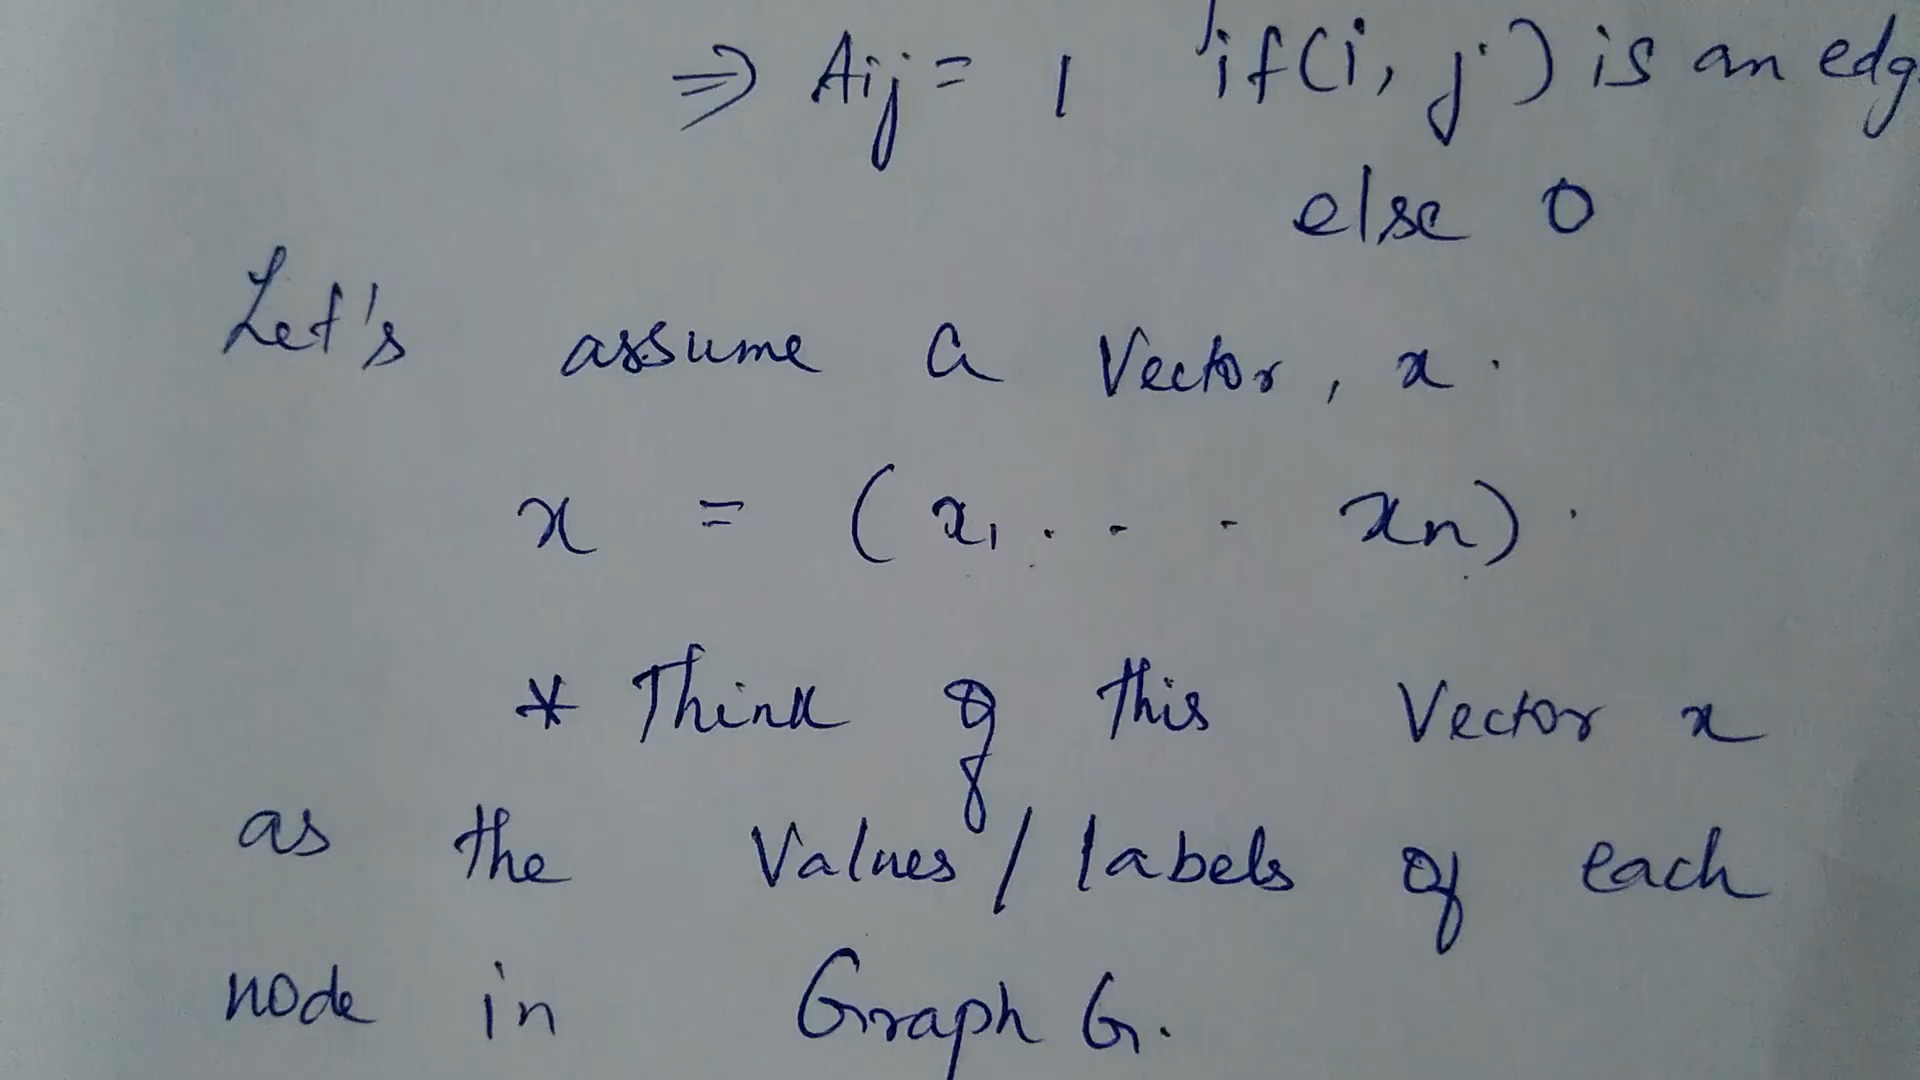 ⇒ Aij = 1 if(i, j) is an edg
else 0
Let's assume a Vector, x.
x = (x1 . - - xn).
* Think of this Vector x
as the Values / labels of each
node in Graph G.